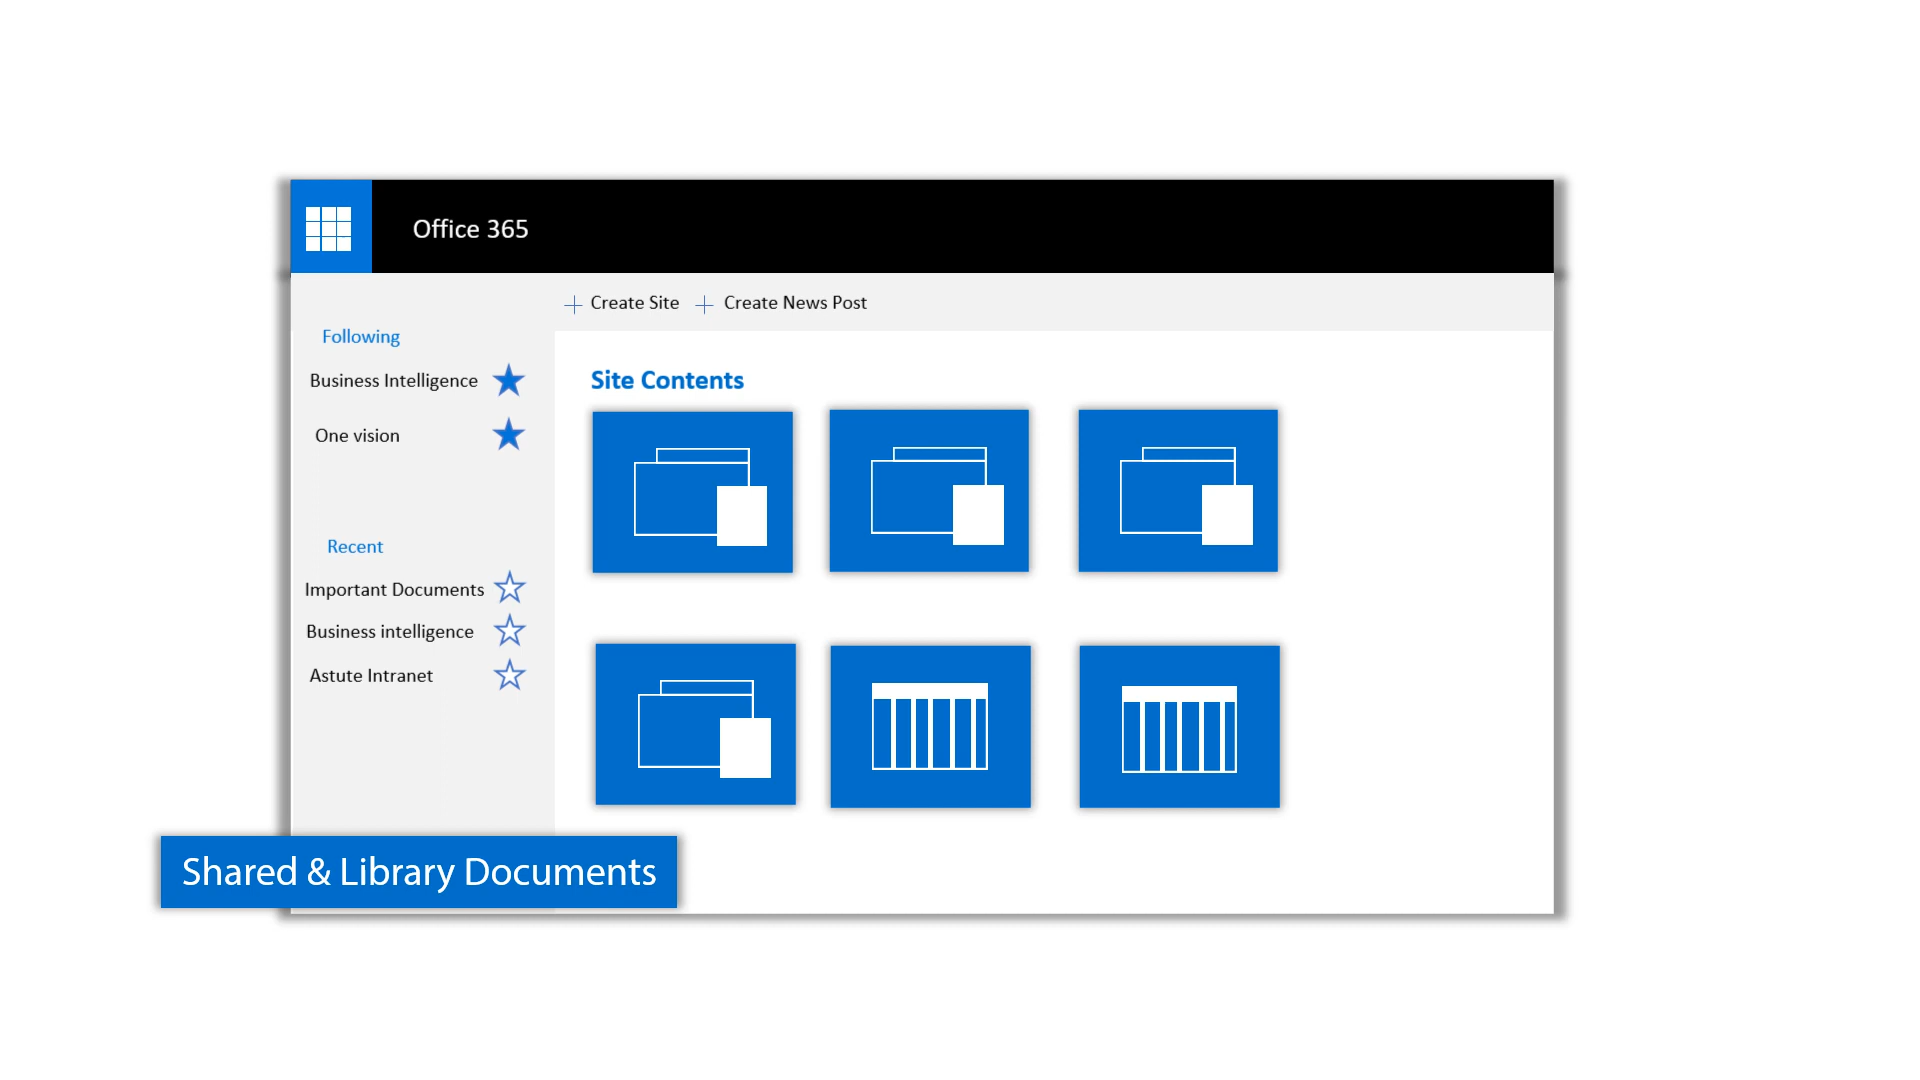 Office 365
Create Site
Create News Post
Following
Business Intelligence
One vision
Recent
Important Documents
Business intelligence
Astute Intranet
Site Contents
Shared & Library Documents